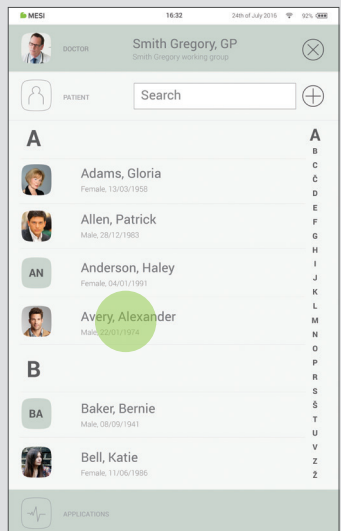 MESI 16:32 24th of July 2016 92%
DOCTOR
Smith Gregory, GP
Smith Gregory working group
PATIENT
Search
A
Adams, Gloria
Female, 13/03/1958
Allen, Patrick
Male, 28/12/1983
AN
Anderson, Haley
Female, 04/01/1991
Avery, Alexander
Male, 22/01/1974
B
BA
Baker, Bernie
Male, 08/09/1941
Bell, Katie
Female, 11/06/1986
A
B
C
Č
D
E
F
G
H
I
J
K
L
M
N
O
P
R
S
Š
T
U
V
Z
Ž
APPLICATIONS